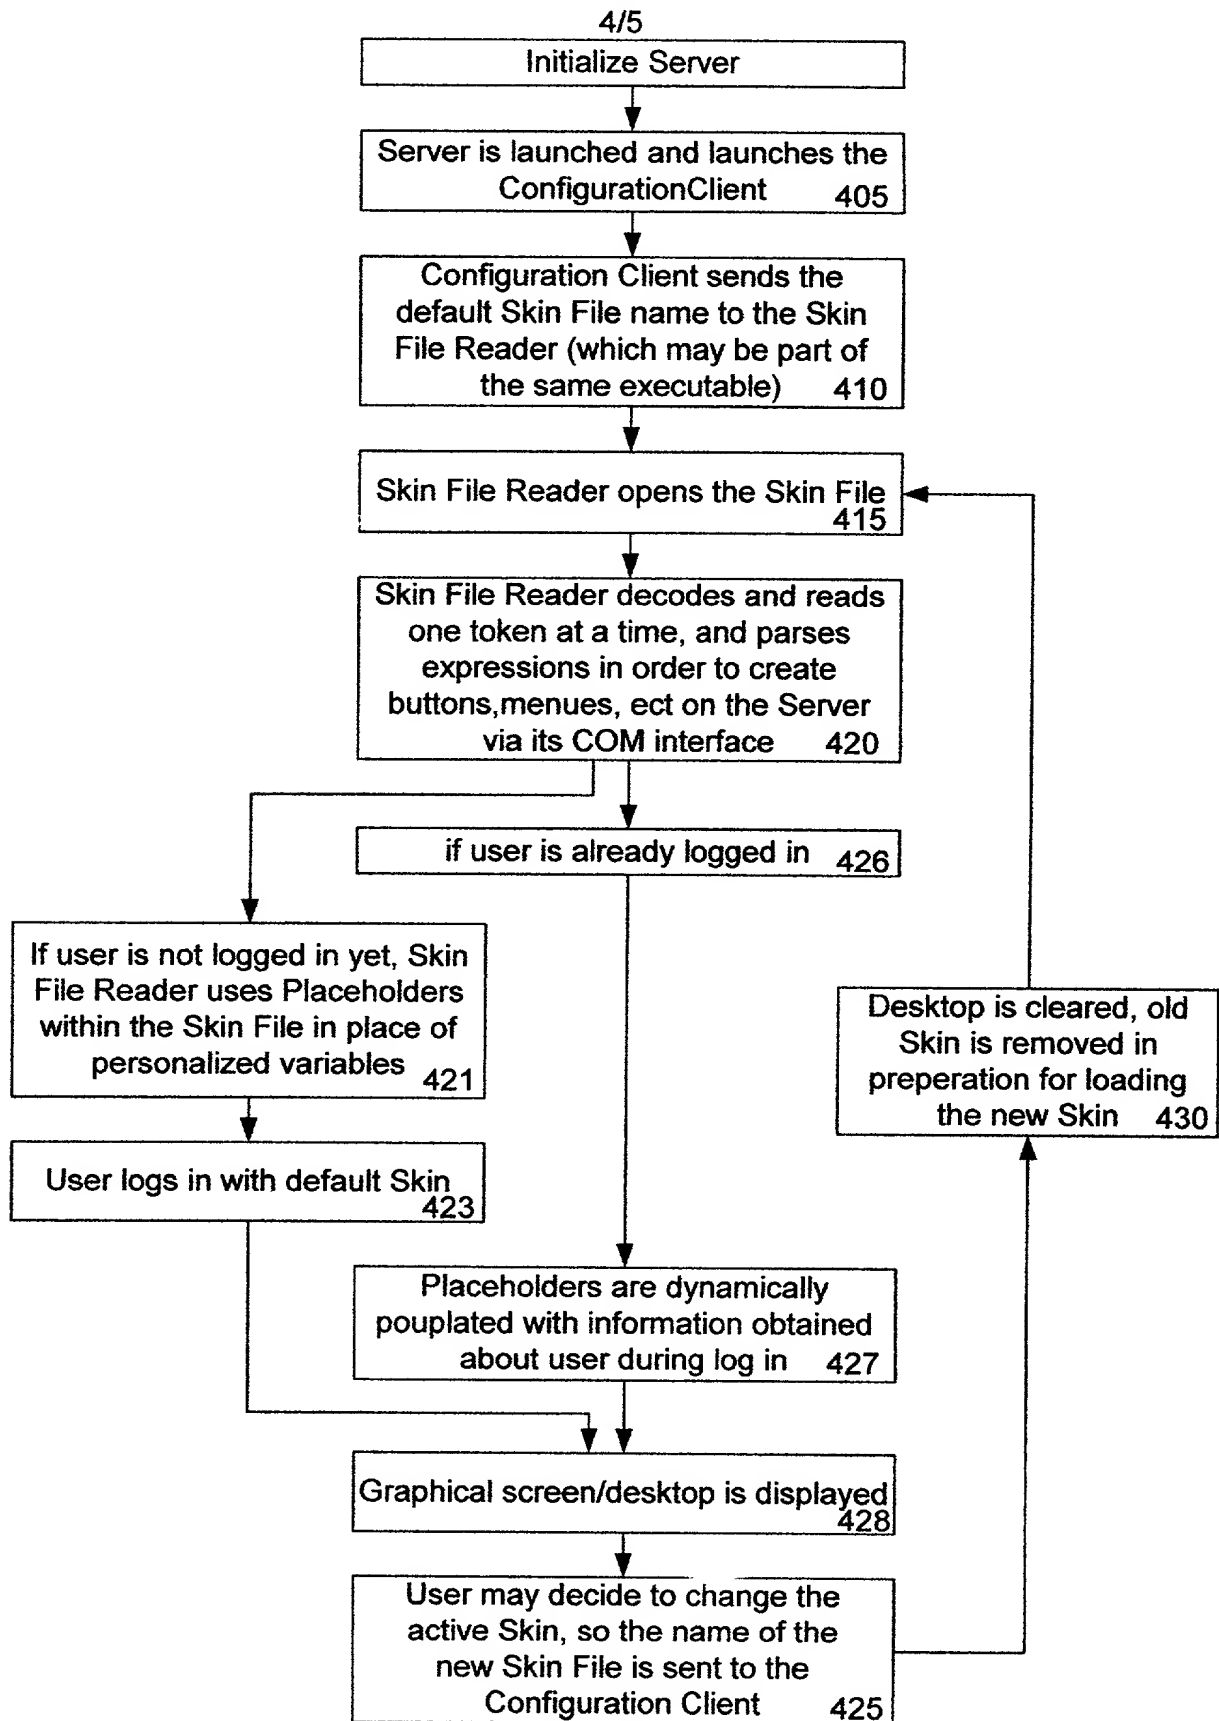 4/5
Initialize Server
Server is launched and launches the
ConfigurationClient 405
Configuration Client sends the
default Skin File name to the Skin
File Reader (which may be part of
the same executable) 410
Skin File Reader opens the Skin File
415
Skin File Reader decodes and reads
one token at a time, and parses
expressions in order to create
buttons,menues, ect on the Server
via its COM interface 420
if user is already logged in 426
If user is not logged in yet, Skin
File Reader uses Placeholders
within the Skin File in place of
personalized variables 421
Desktop is cleared, old
Skin is removed in
preperation for loading
the new Skin 430
User logs in with default Skin
423
Placeholders are dynamically
pouplated with information obtained
about user during log in 427
Graphical screen/desktop is displayed
428
User may decide to change the
active Skin, so the name of the
new Skin File is sent to the
Configuration Client 425